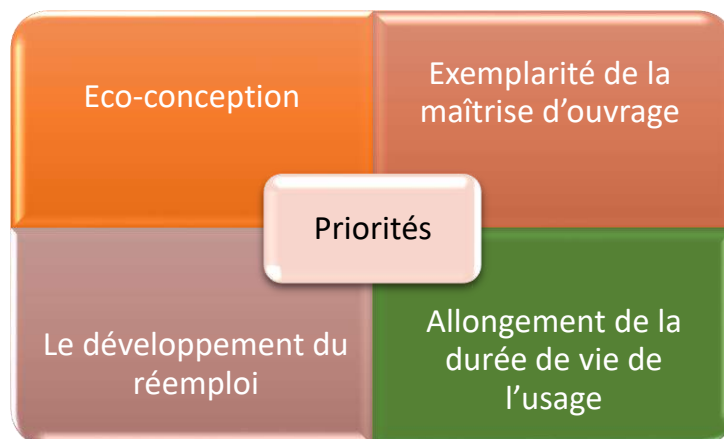 Eco-conception
Exemplarité de la
maîtrise d’ouvrage
Priorités
Le développement du
réemploi
Allongement de la
durée de vie de
l’usage